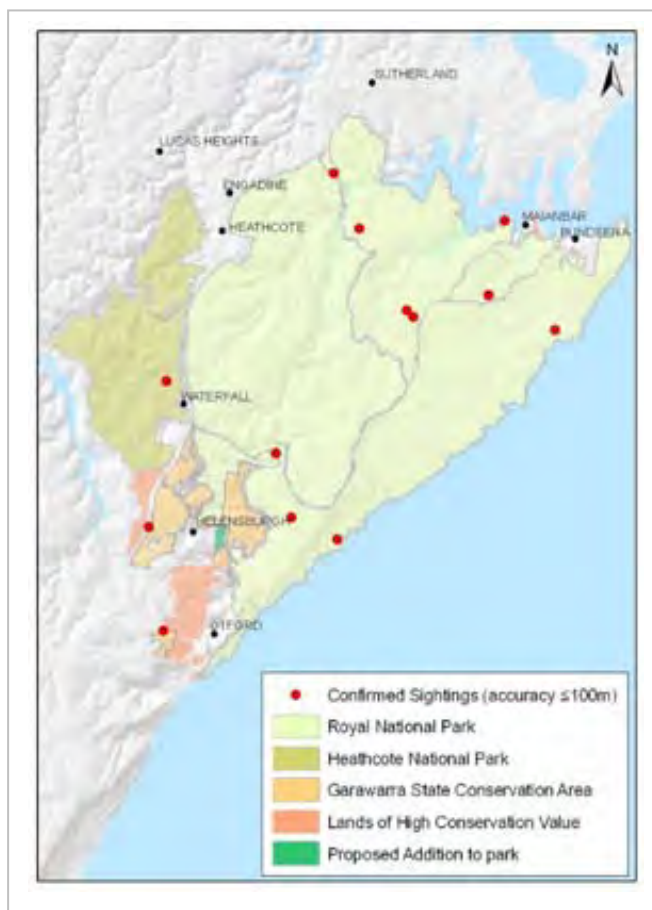 N
SUTHERLAND
LUCAS HEIGHTS
ENGADINE
HEATHCOTE
MAIANBAR
BUNDEENA
WATERFALL
HELENSBURGH
OTFORD
Confirmed Sightings (accuracy ≤100m)
Royal National Park
Heathcote National Park
Garawarra State Conservation Area
Lands of High Conservation Value
Proposed Addition to park